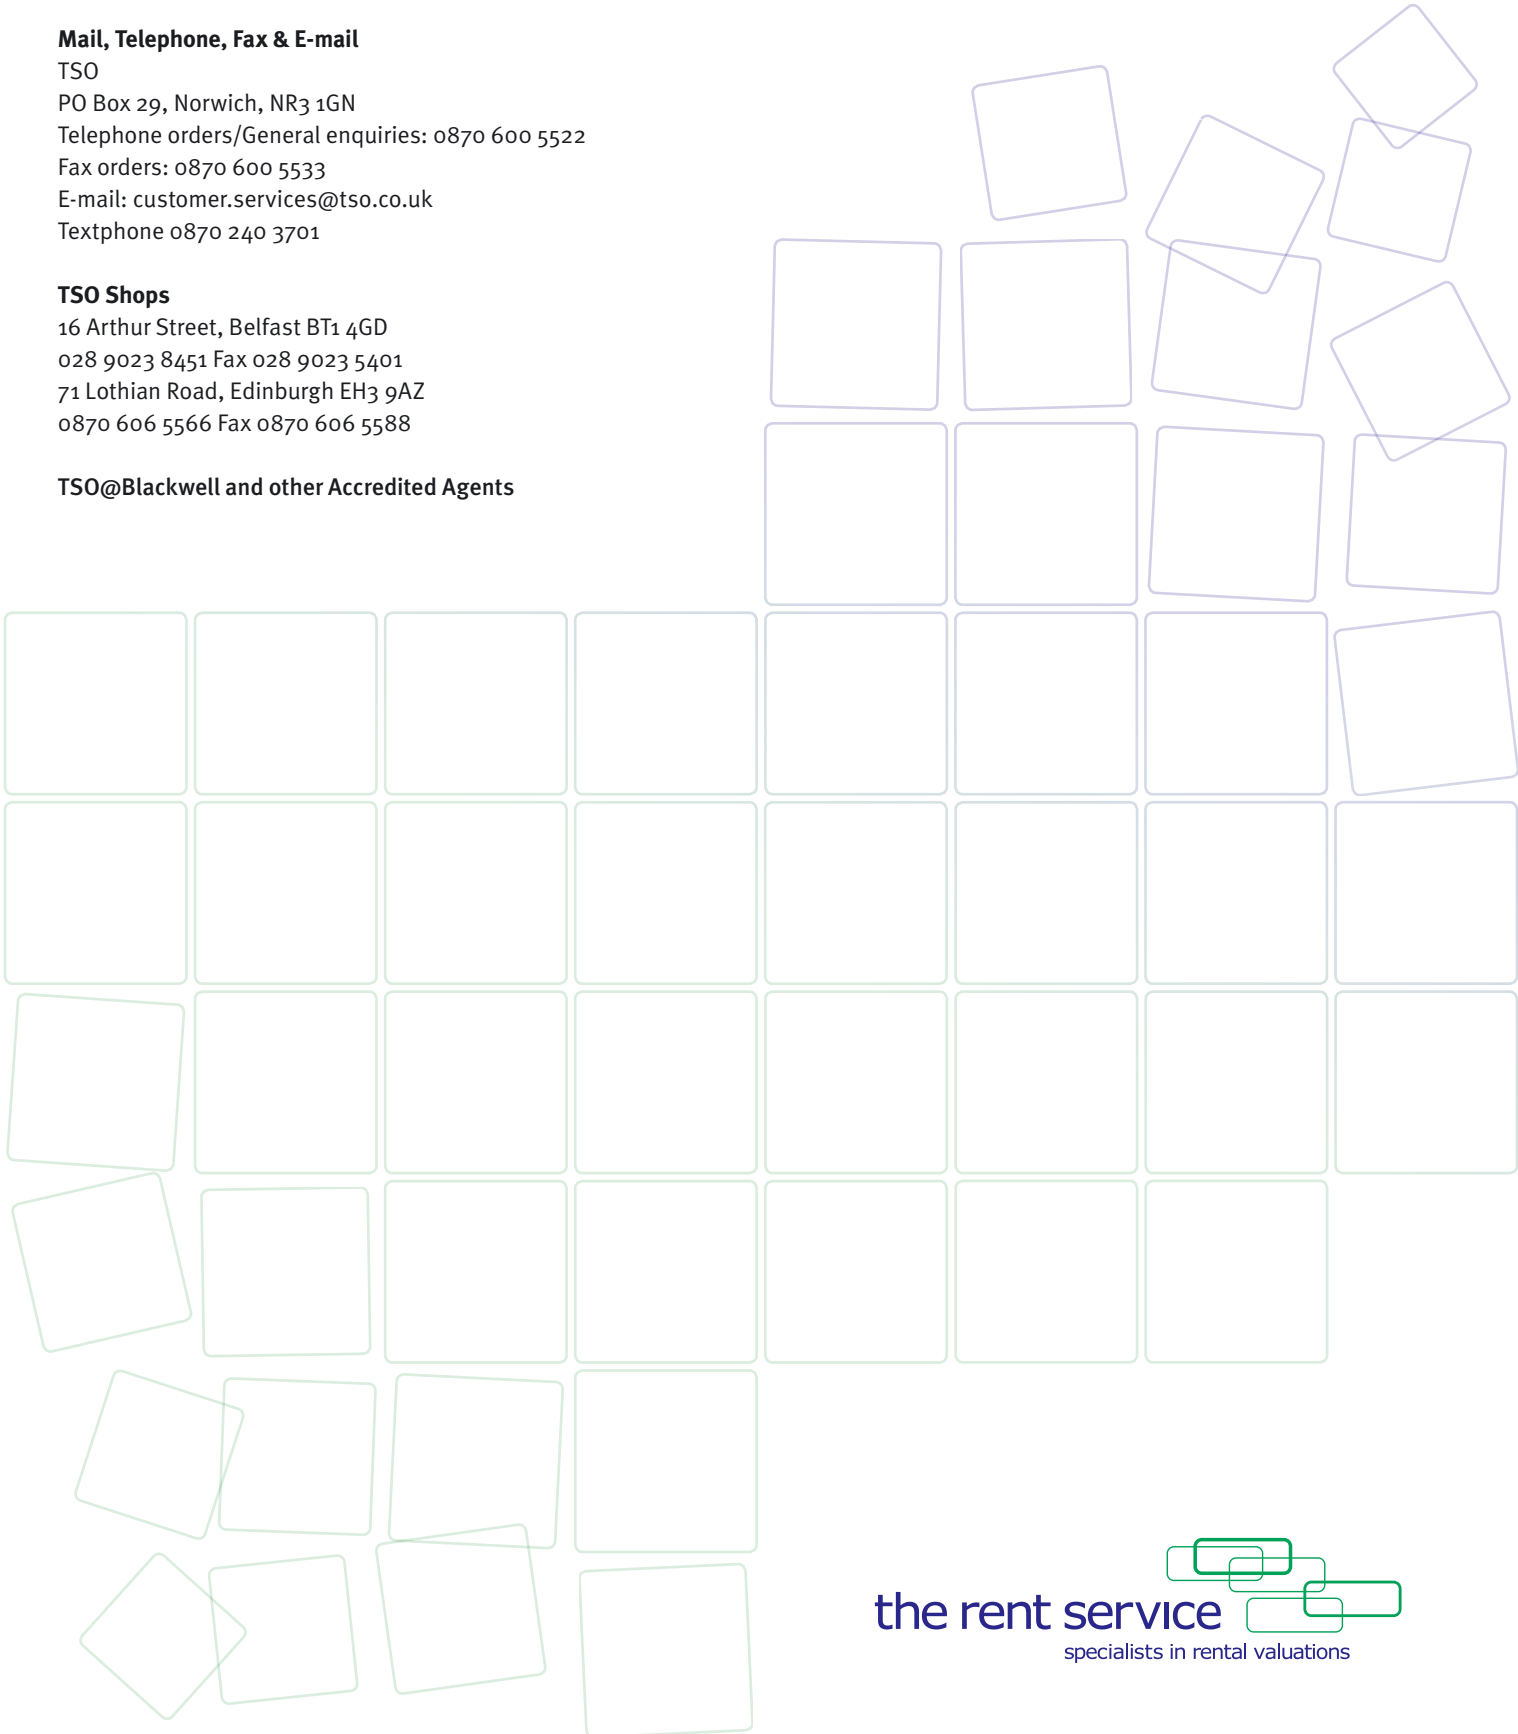 Mail, Telephone, Fax & E-mail
TSO
PO Box 29, Norwich, NR3 1GN
Telephone orders/General enquiries: 0870 600 5522
Fax orders: 0870 600 5533
E-mail: customer.services@tso.co.uk
Textphone 0870 240 3701
TSO Shops
16 Arthur Street, Belfast BT1 4GD
028 9023 8451 Fax 028 9023 5401
71 Lothian Road, Edinburgh EH3 9AZ
0870 606 5566 Fax 0870 606 5588
TSO@Blackwell and other Accredited Agents
the rent service
specialists in rental valuations